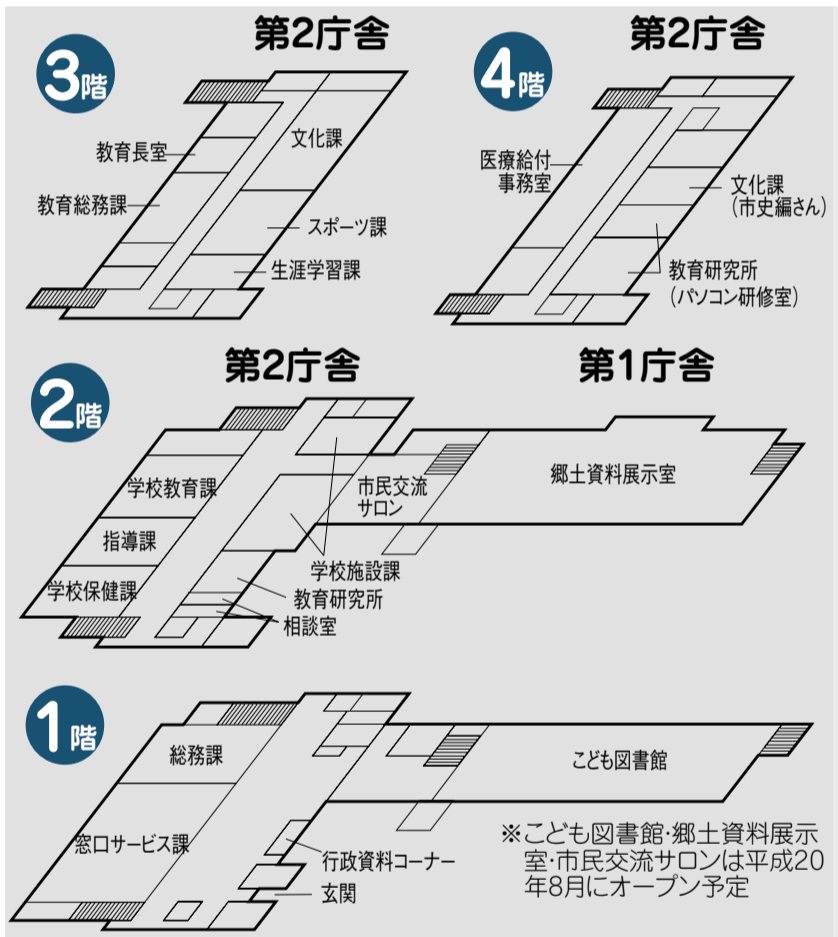 第2庁舎
3階
文化課
教育長室
教育総務課
スポーツ課
生涯学習課
第2庁舎
4階
医療給付
事務室
文化課
(市史編さん)
教育研究所
(パソコン研修室)
第2庁舎
第1庁舎
2階
学校教育課
市民交流
サロン
郷土資料展示室
指導課
学校施設課
学校保健課
教育研究所
相談室
1階
総務課
こども図書館
窓口サービス課
行政資料コーナー
玄関
※こども図書館・郷土資料展示
室・市民交流サロンは平成20
年8月にオープン予定